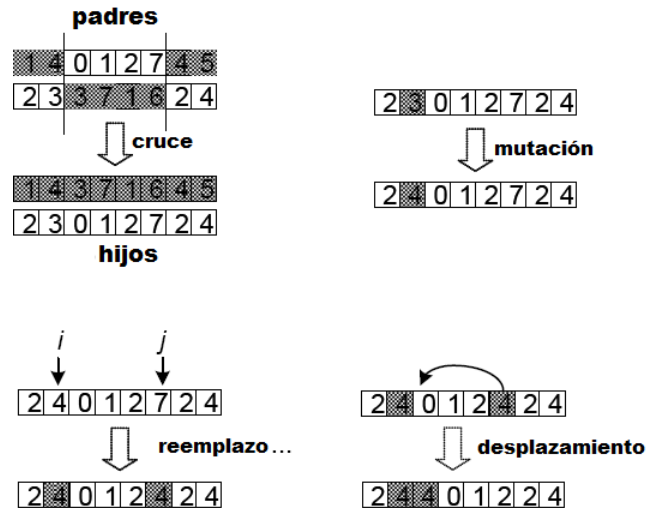 padres
1 4 0 1 2 7 4 5
2 3 3 7 1 6 2 4
cruce
1 4 3 7 1 6 4 5
2 3 0 1 2 7 2 4
hijos
2 3 0 1 2 7 2 4
mutación
2 4 0 1 2 7 2 4
i j
2 4 0 1 2 7 2 4
reemplazo...
2 4 0 1 2 4 2 4
2 4 0 1 2 4 2 4
desplazamiento
2 4 4 0 1 2 2 4